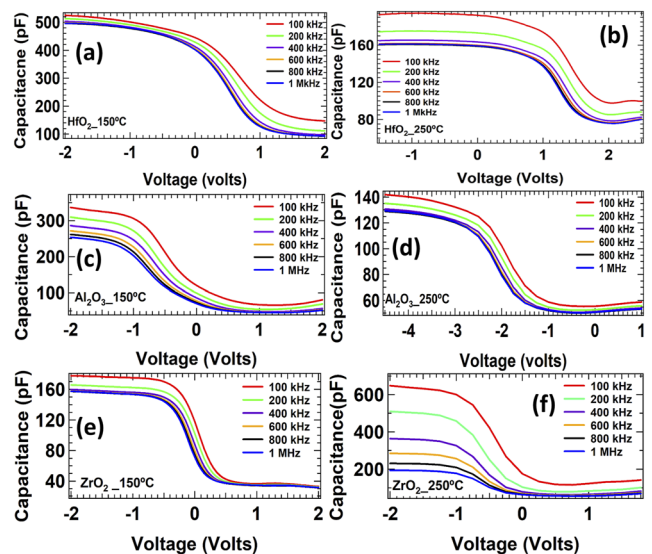 Capacitacne (pF)
500
400
300
200
100
(a)
100 kHz
200 kHz
400 kHz
600 kHz
800 kHz
1 MkHz
HfO2_150ºC
-2
-1
0
1
2
Voltage (volts)
Capacitance (pF)
200
160
120
80
(b)
100 kHz
200 kHz
400 kHz
600 kHz
800 kHz
1 MHz
HfO2_250ºC
-1
0
1
2
Voltage (volts)
Capacitance (pF)
300
200
100
(c)
100 kHz
200 kHz
400 kHz
600 kHz
800 kHz
1 MHz
Al2O3_150ºC
-2
-1
0
1
2
Voltage (Volts)
Capacitance (pF)
140
120
100
80
60
(d)
100 kHz
200 kHz
400 kHz
600 kHz
800 kHz
1 MHz
Al2O3_250ºC
-4
-3
-2
-1
0
1
Voltage (volts)
Capacitance (pF)
160
120
80
40
(e)
100 kHz
200 kHz
400 kHz
600 kHz
800 kHz
1 MHz
ZrO2 _150ºC
-2
-1
0
1
2
Voltage (Volts)
Capacitance(pF)
600
400
200
(f)
100 kHz
200 kHz
400 kHz
600 kHz
800 kHz
1 MHz
ZrO2_250ºC
-2
-1
0
1
2
Voltage (Volts)